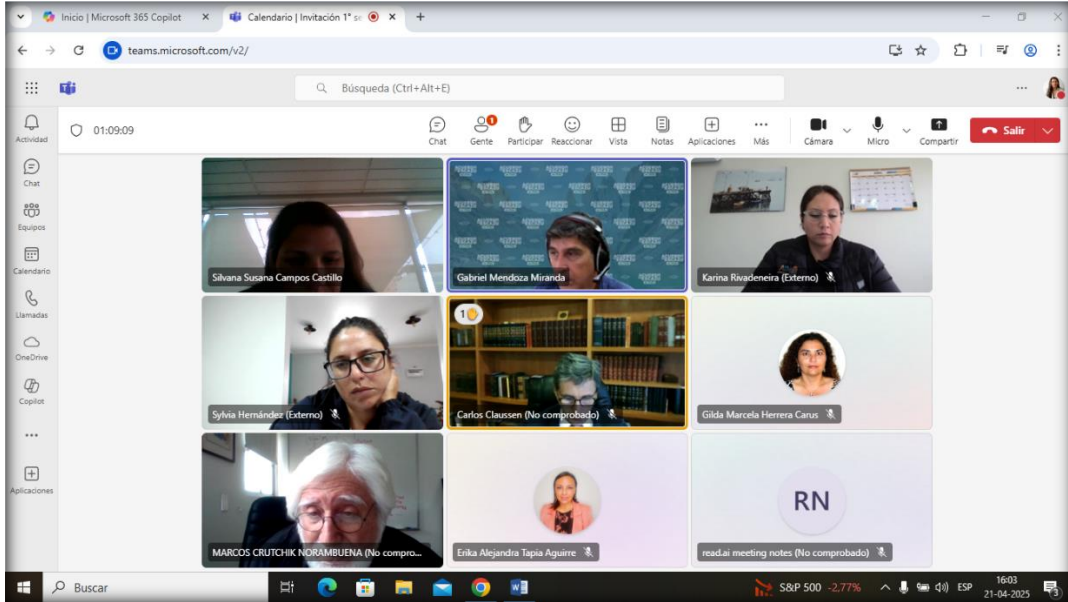 Inicio | Microsoft 365 Copilot
Calendario | Invitación 1° se
teams.microsoft.com/v2/
Búsqueda (Ctrl+Alt+E)
Actividad
Chat
Equipos
Calendario
Llamadas
OneDrive
Copilot
Aplicaciones
01:09:09
Chat
Gente
1
Participar
Reaccionar
Vista
Notas
Aplicaciones
Más
Cámara
Micro
Compartir
Salir
Silvana Susana Campos Castillo
Gabriel Mendoza Miranda
Karina Rivadeneira (Externo)
Sylvia Hernández (Externo)
1
Carlos Claussen (No comprobado)
Gilda Marcela Herrera Carus
MARCOS CRUTCHIK NORAMBUENA (No compro...
Erika Alejandra Tapia Aguirre
RN
read.ai meeting notes (No comprobado)
Buscar
S&P 500 -2,77%
ESP
16:03
21-04-2025
3